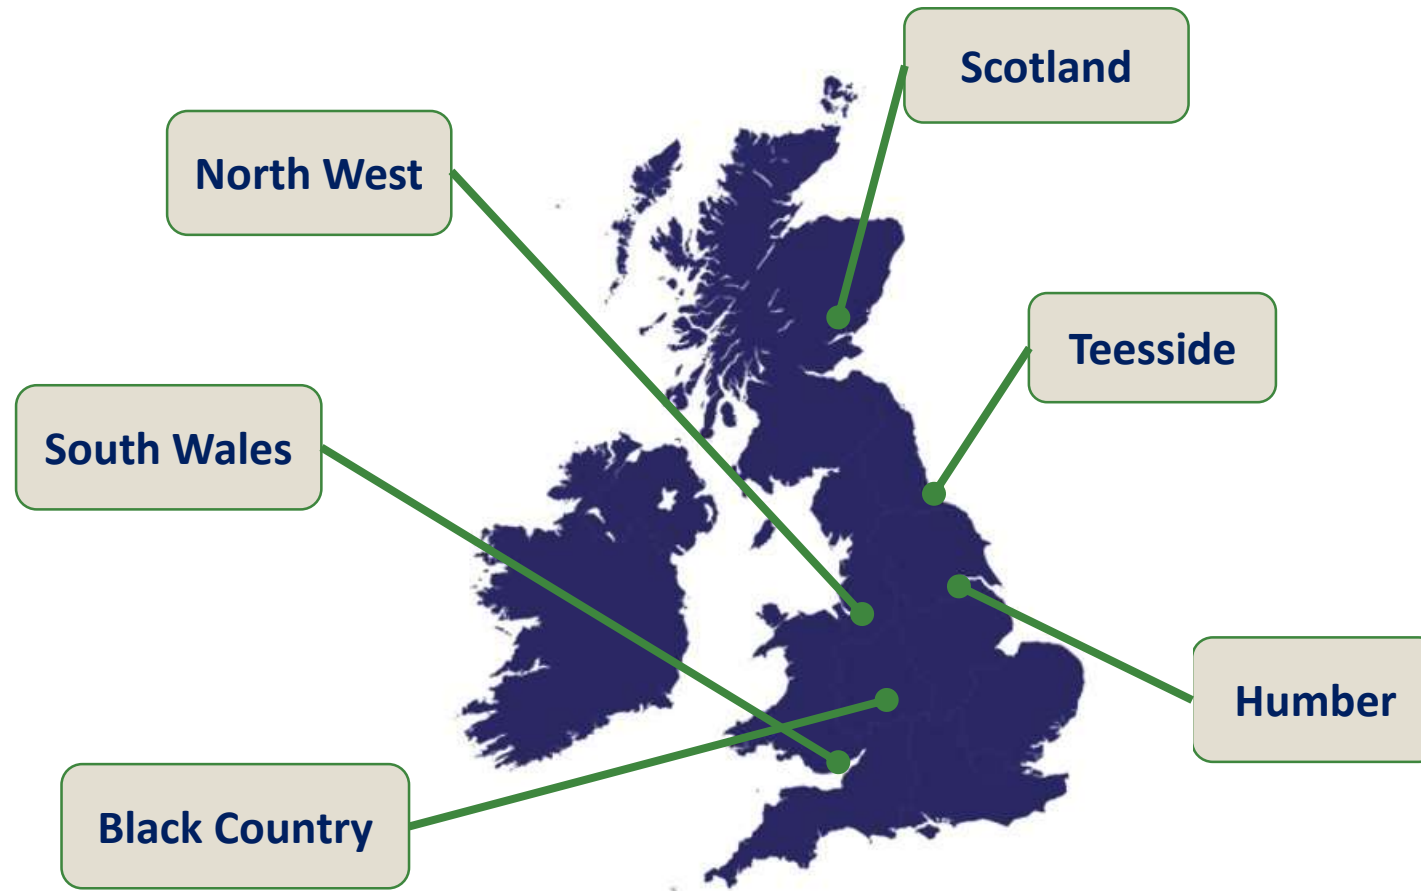 Scotland
North West
Teesside
South Wales
Humber
Black Country